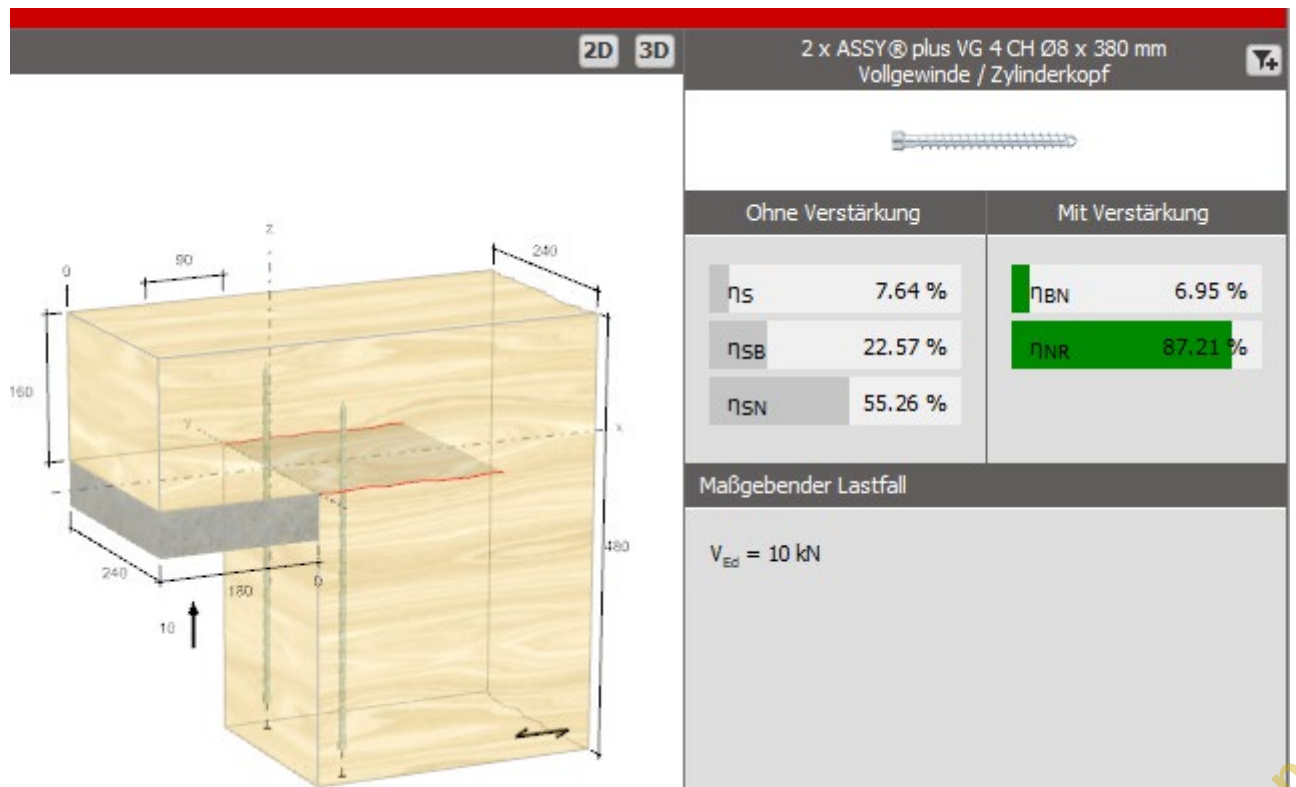 2D 3D
2 x ASSY® plus VG 4 CH Ø8 x 380 mm
Vollgewinde / Zylinderkopf
Ohne Verstärkung
Mit Verstärkung
ηS 7.64 %
ηSB 22.57 %
ηSN 55.26 %
ηBN 6.95 %
ηNR 87.21 %
Maßgebender Lastfall
VEd = 10 kN
z
0
90
240
160
y
x
480
240
180
0
10